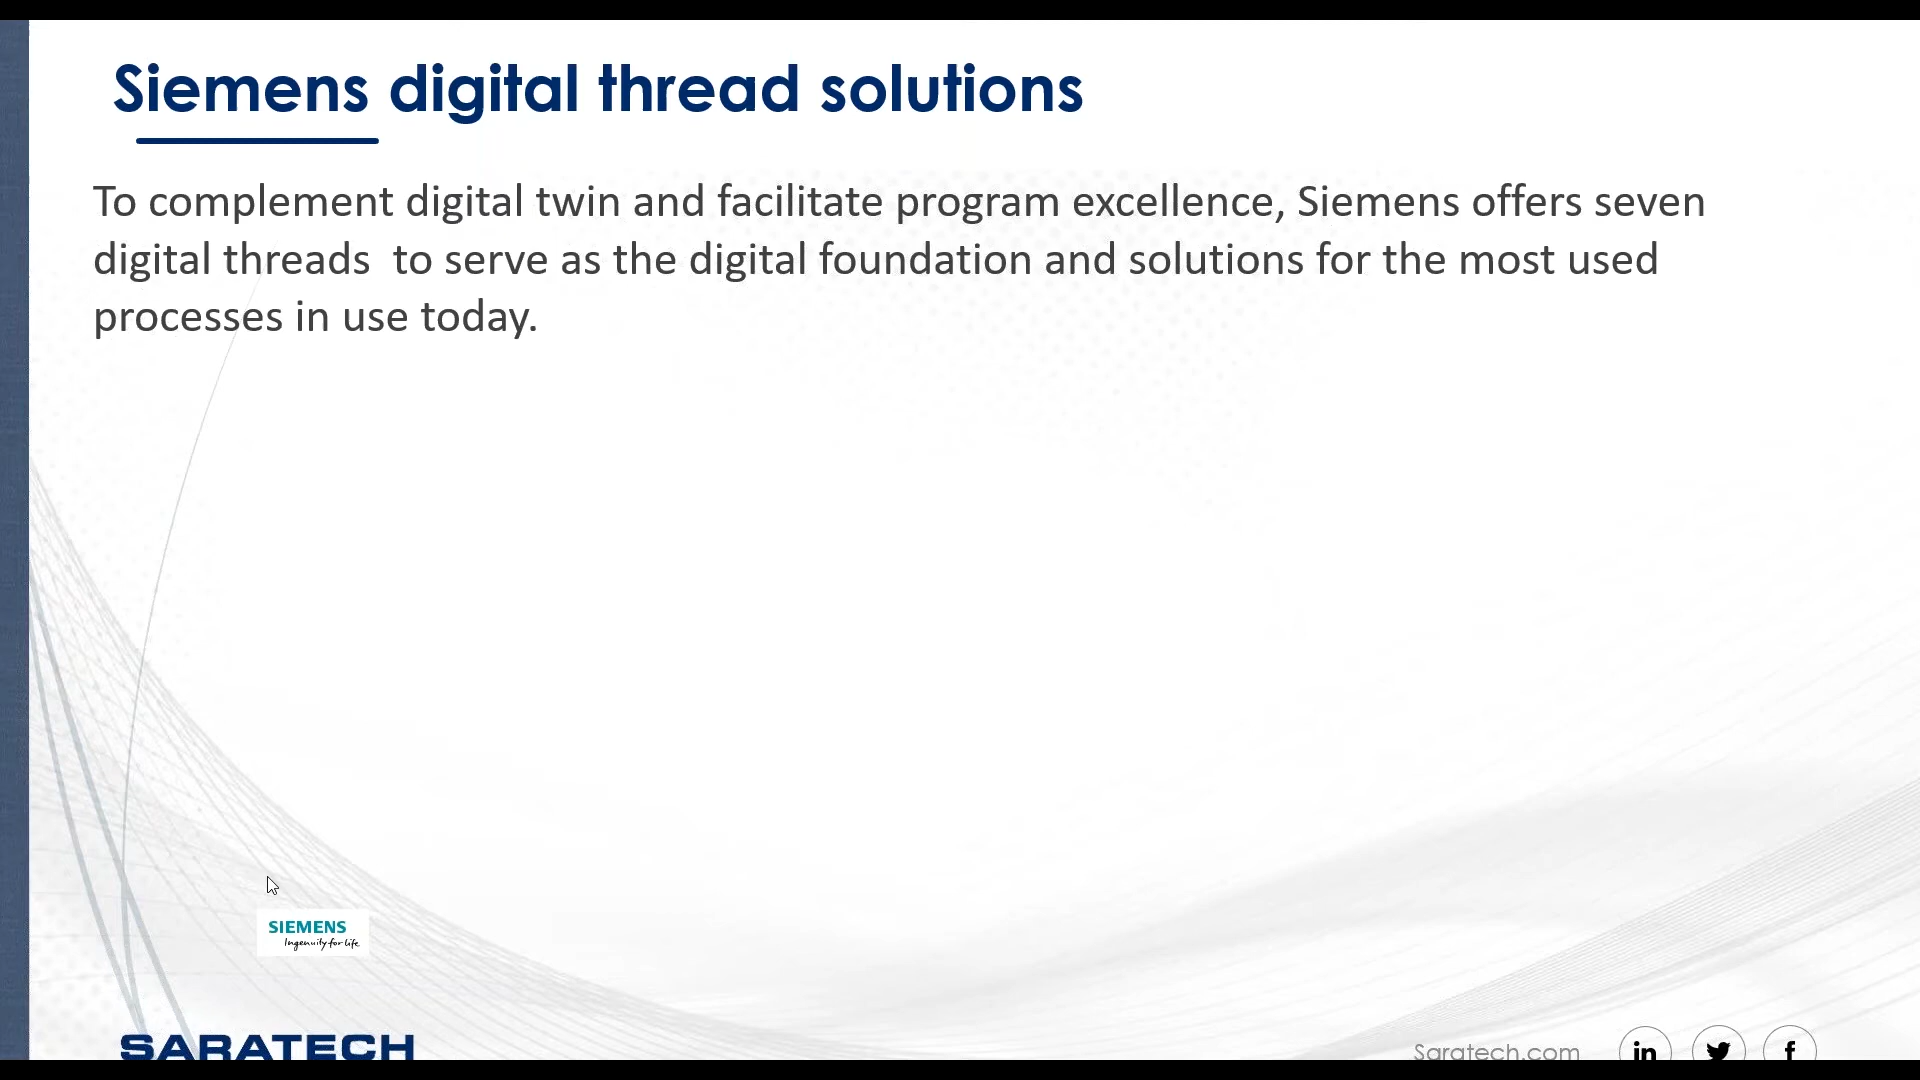 Siemens digital thread solutions
To complement digital twin and facilitate program excellence, Siemens offers seven
digital threads  to serve as the digital foundation and solutions for the most used
processes in use today.
SIEMENS
Ingenuity for life
SARATECH
Saratech.com
in
f